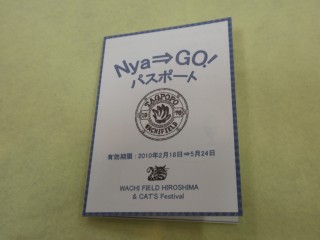 Nya⇒GO!
パスポート
WACHIFIELD
有効期限:2010年2月18日⇒5月24日
WACHI FIELD HIROSHIMA
& CAT'S Festival